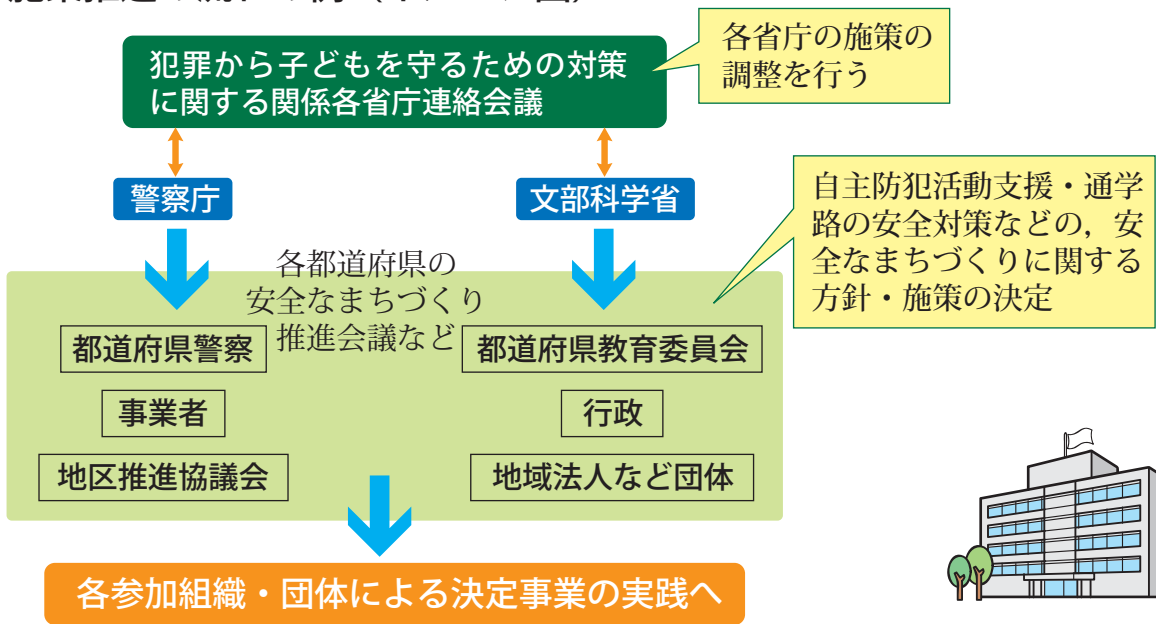 犯罪から子どもを守るための対策
に関する関係各省庁連絡会議
各省庁の施策の
調整を行う
警察庁
文部科学省
自主防犯活動支援・通学
路の安全対策などの，安
全なまちづくりに関する
方針・施策の決定
各都道府県の
安全なまちづくり
推進会議など
都道府県警察
都道府県教育委員会
事業者
行政
地区推進協議会
地域法人など団体
各参加組織・団体による決定事業の実践へ